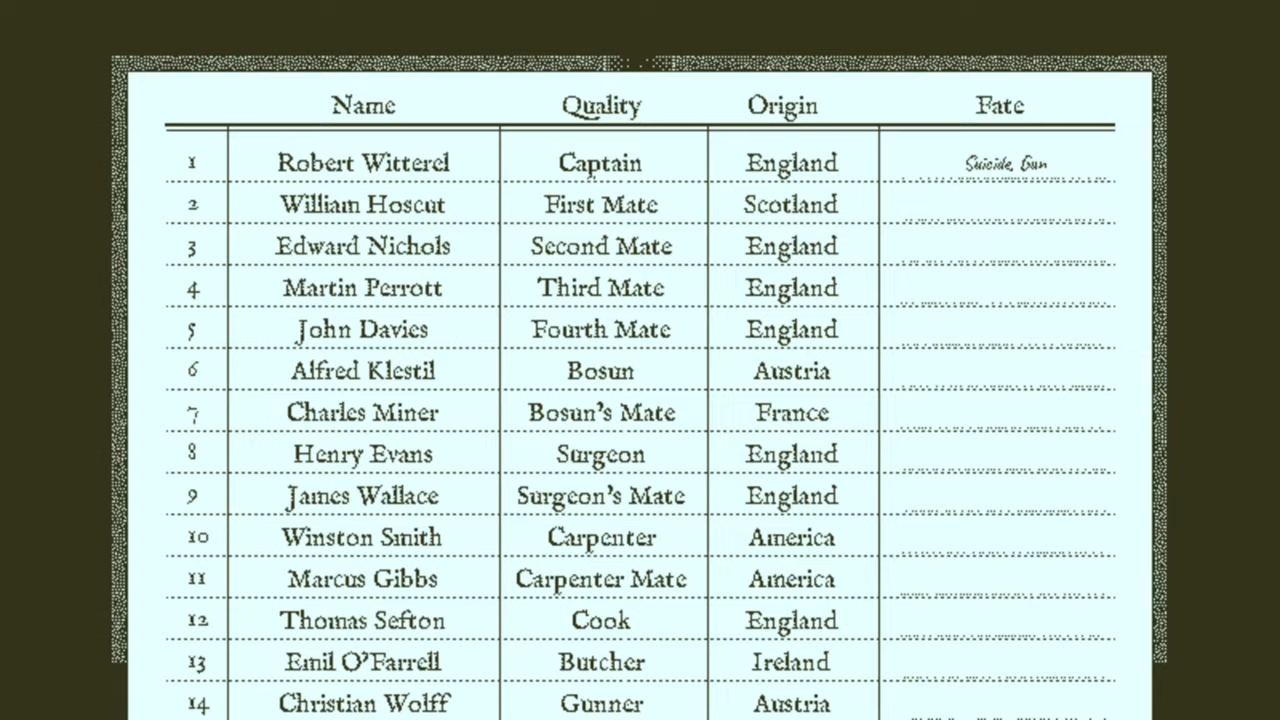 Name Quality Origin Fate
1 Robert Witterel Captain England Suicide, Gun
2 William Hoscut First Mate Scotland
3 Edward Nichols Second Mate England
4 Martin Perrott Third Mate England
5 John Davies Fourth Mate England
6 Alfred Klestil Bosun Austria
7 Charles Miner Bosun's Mate France
8 Henry Evans Surgeon England
9 James Wallace Surgeon's Mate England
10 Winston Smith Carpenter America
11 Marcus Gibbs Carpenter Mate America
12 Thomas Sefton Cook England
13 Emil O'Farrell Butcher Ireland
14 Christian Wolff Gunner Austria